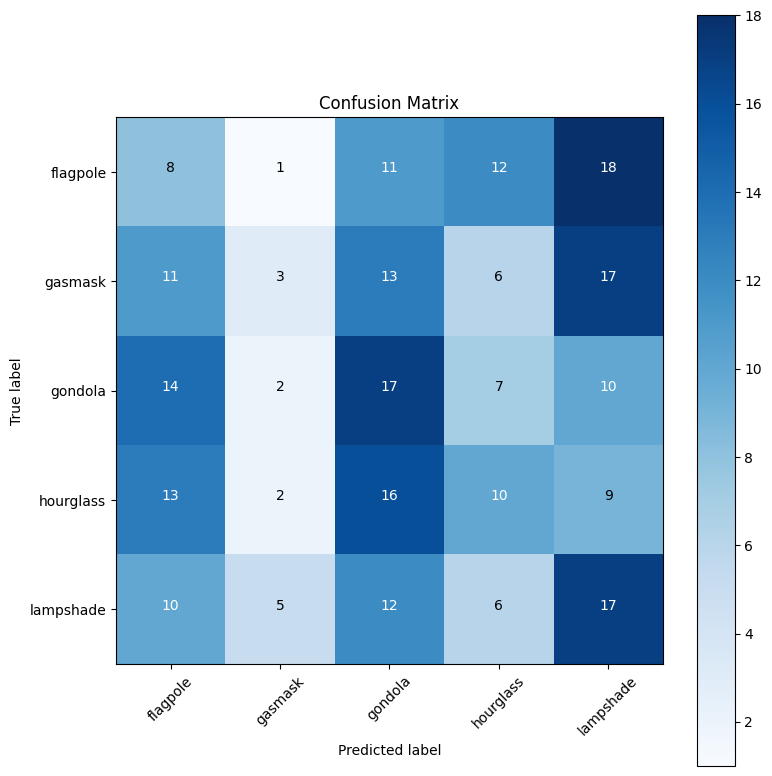 Confusion Matrix
flagpole 8 1 11 12 18
gasmask 11 3 13 6 17
gondola 14 2 17 7 10
hourglass 13 2 16 10 9
lampshade 10 5 12 6 17
flagpole gasmask gondola hourglass lampshade
Predicted label
True label
18
16
14
12
10
8
6
4
2